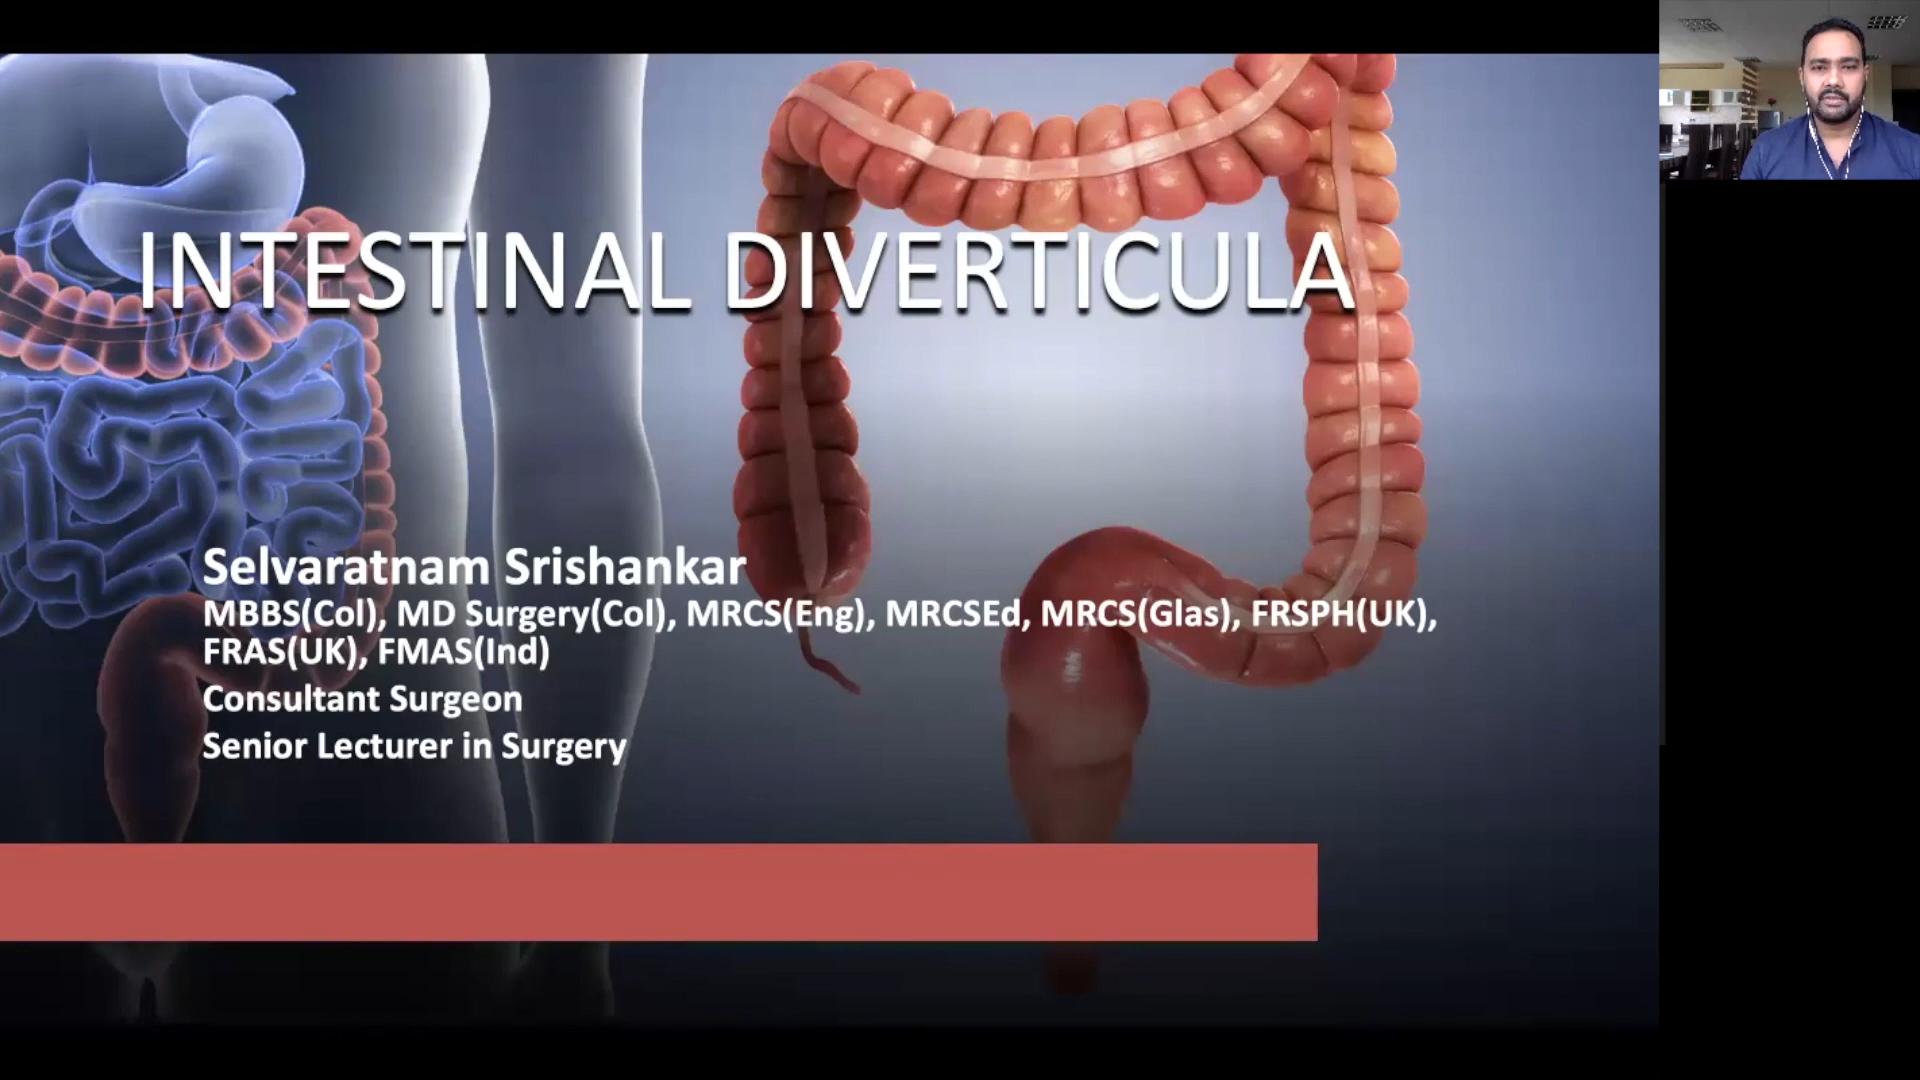 INTESTINAL DIVERTICULA
Selvaratnam Srishankar
MBBS(Col), MD Surgery(Col), MRCS(Eng), MRCSEd, MRCS(Glas), FRSPH(UK),
FRAS(UK), FMAS(Ind)
Consultant Surgeon
Senior Lecturer in Surgery